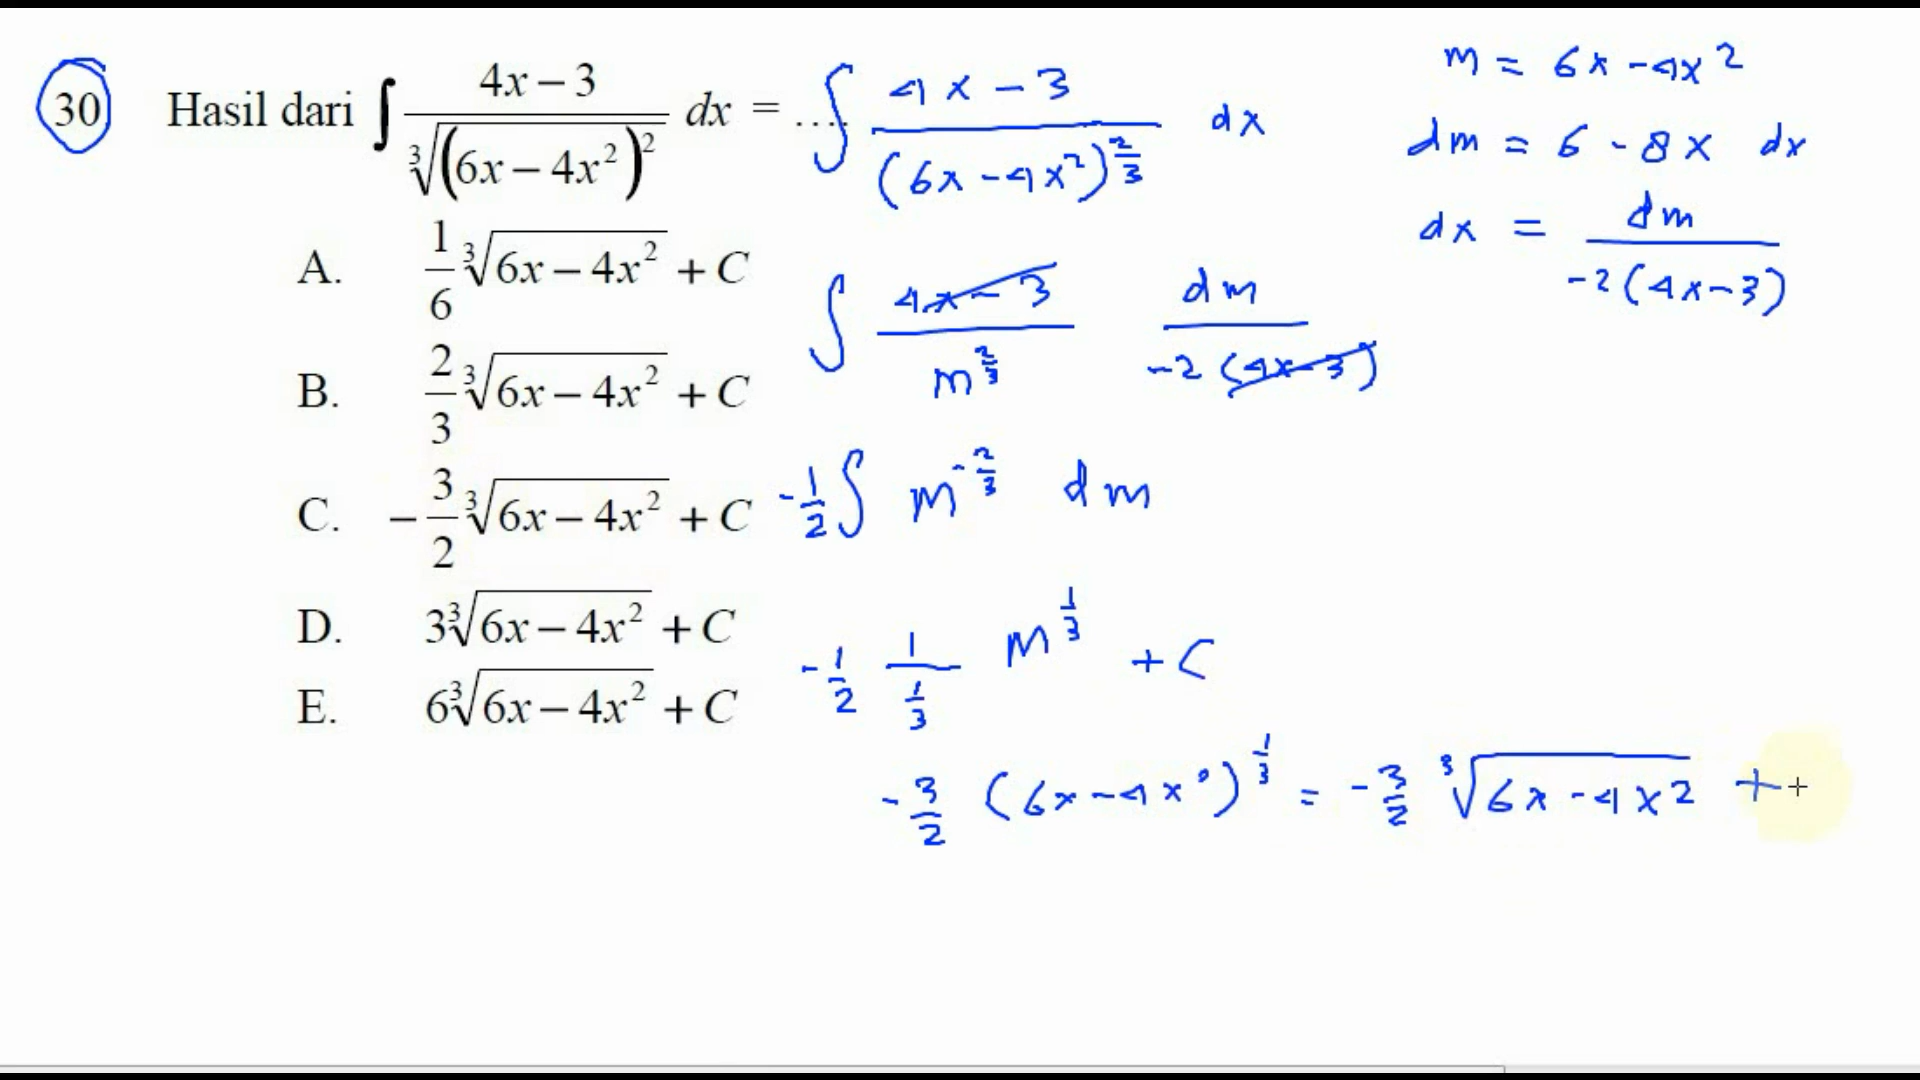 30 Hasil dari ∫ (4x – 3)/∛((6x – 4x²)²) dx = .... ∫ (4x – 3)/(6x – 4x²)^(2/3) dx
m = 6x – 4x²
dm = 6 – 8x dx
dx = dm/(–2(4x–3))
A. 1/6 ∛(6x – 4x²) + C
∫ (4x – 3)/m^(2/3) dm/(–2(4x–3))
B. 2/3 ∛(6x – 4x²) + C
C. –3/2 ∛(6x – 4x²) + C
–1/2 ∫ m^(–2/3) dm
D. 3∛(6x – 4x²) + C
–1/2 1/(1/3) m^(1/3) + C
E. 6∛(6x – 4x²) + C
–3/2 (6x – 4x²)^(1/3) = –3/2 ∛(6x – 4x²) +